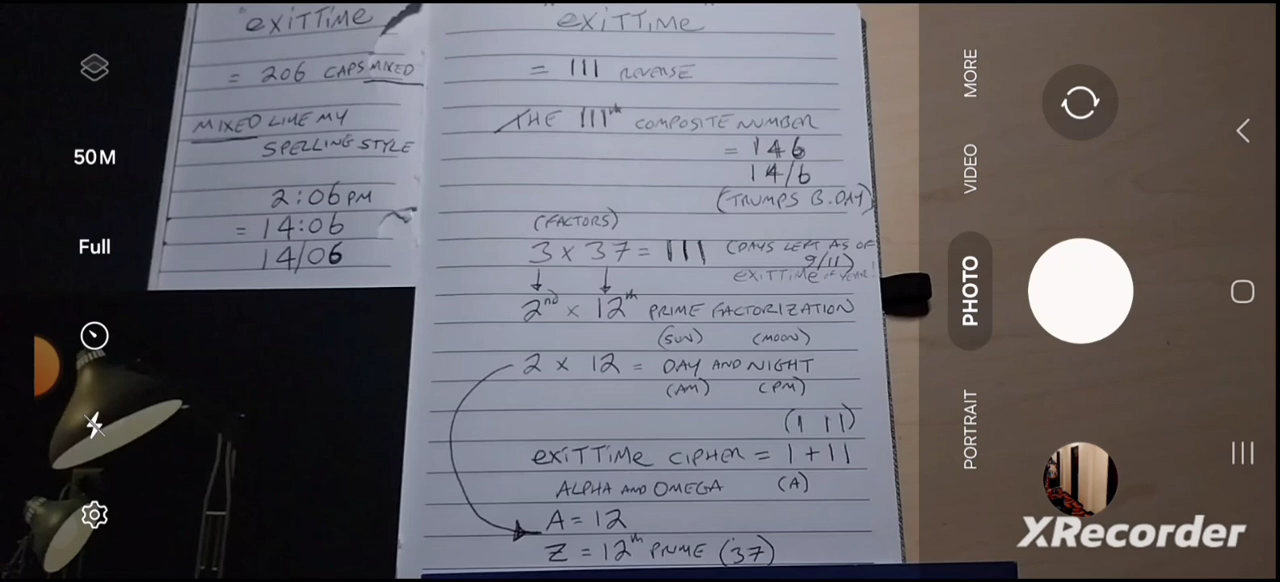 "exiTTime
= 206 CAPS MIXED
MIXED LIKE MY
SPELLING STYLE
2:06 PM
= 14:06
14/06
"exiTTime"
= 111 REVERSE
THE 111th COMPOSITE NUMBER
= 146
14/6
(TRUMPS B.DAY)
(FACTORS)
3 x 37 = 111 (DAYS LEFT AS OF
9/11)
exiTTime IF YEAR!
2nd x 12th PRIME FACTORIZATION
(SUN) (MOON)
2 x 12 = DAY AND NIGHT
(AM) (PM)
(1 11)
exiTTime CIPHER = 1 + 11
ALPHA AND OMEGA (A)
A = 12
Z = 12th PRIME (37)
50M
Full
MORE
VIDEO
PHOTO
PORTRAIT
XRecorder